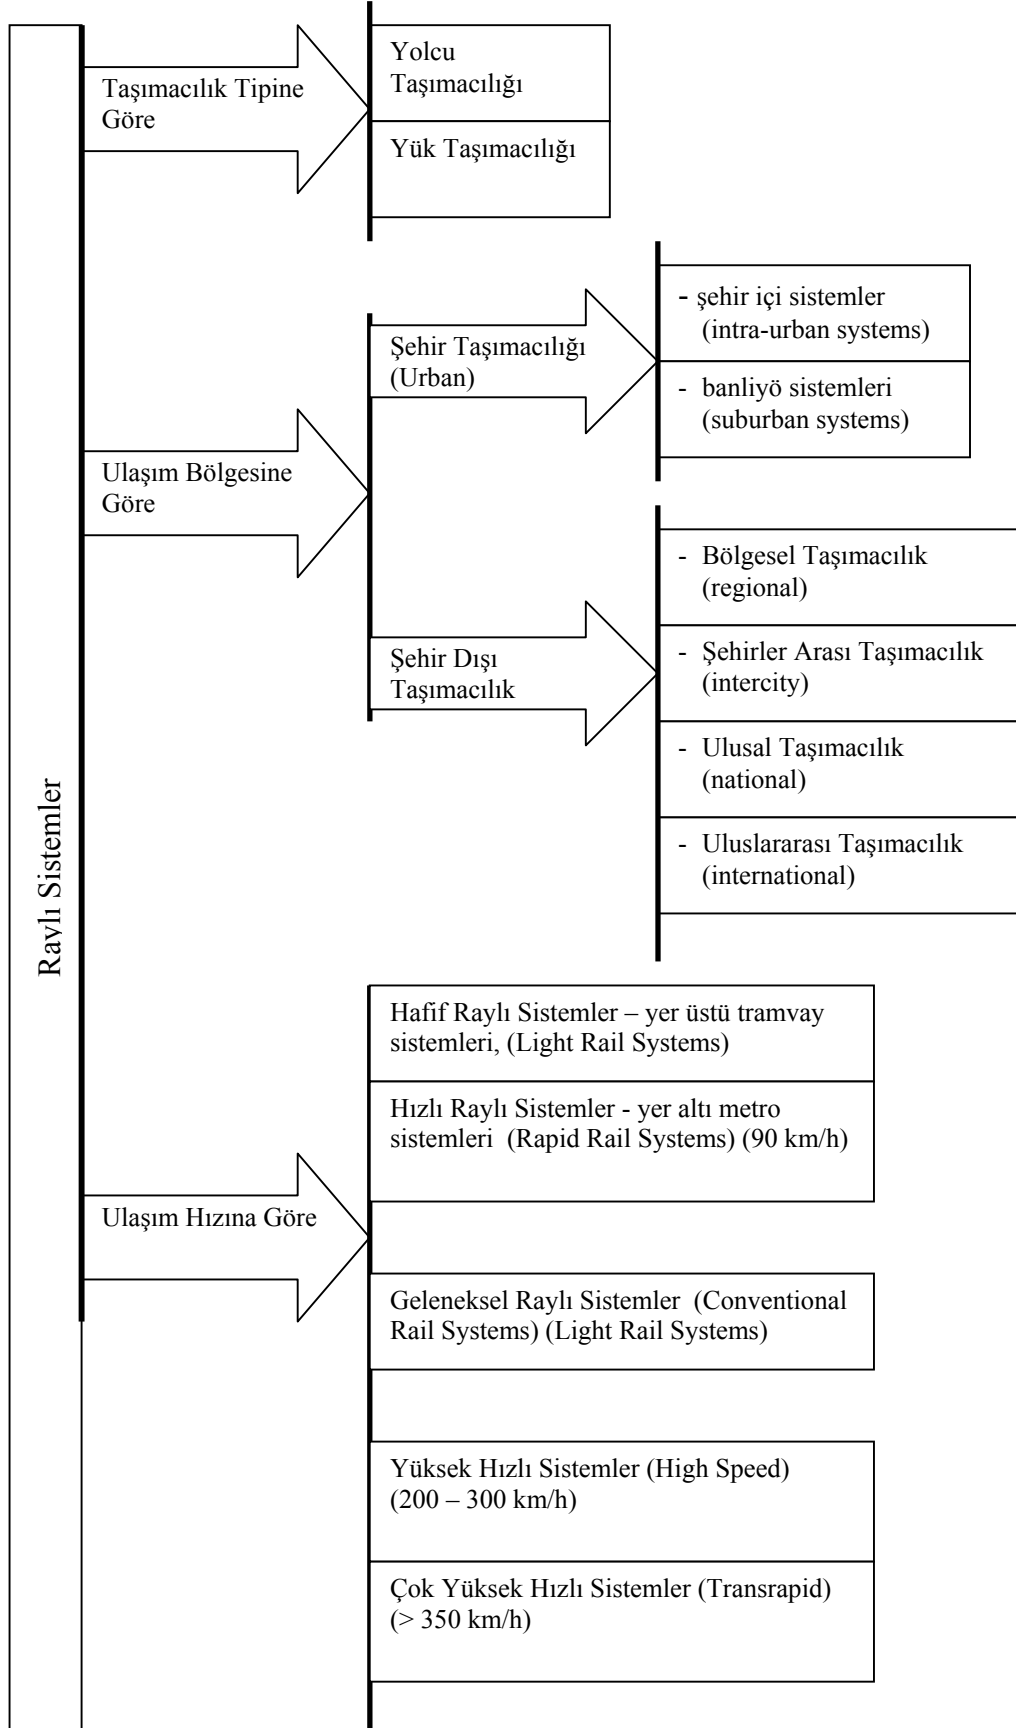 Raylı Sistemler
Taşımacılık Tipine
Göre
Yolcu
Taşımacılığı
Yük Taşımacılığı
Ulaşım Bölgesine
Göre
Şehir Taşımacılığı
(Urban)
- şehir içi sistemler
(intra-urban systems)
- banliyö sistemleri
(suburban systems)
Şehir Dışı
Taşımacılık
- Bölgesel Taşımacılık
(regional)
- Şehirler Arası Taşımacılık
(intercity)
- Ulusal Taşımacılık
(national)
- Uluslararası Taşımacılık
(international)
Ulaşım Hızına Göre
Hafif Raylı Sistemler – yer üstü tramvay
sistemleri, (Light Rail Systems)
Hızlı Raylı Sistemler - yer altı metro
sistemleri (Rapid Rail Systems) (90 km/h)
Geleneksel Raylı Sistemler (Conventional
Rail Systems) (Light Rail Systems)
Yüksek Hızlı Sistemler (High Speed)
(200 – 300 km/h)
Çok Yüksek Hızlı Sistemler (Transrapid)
(> 350 km/h)